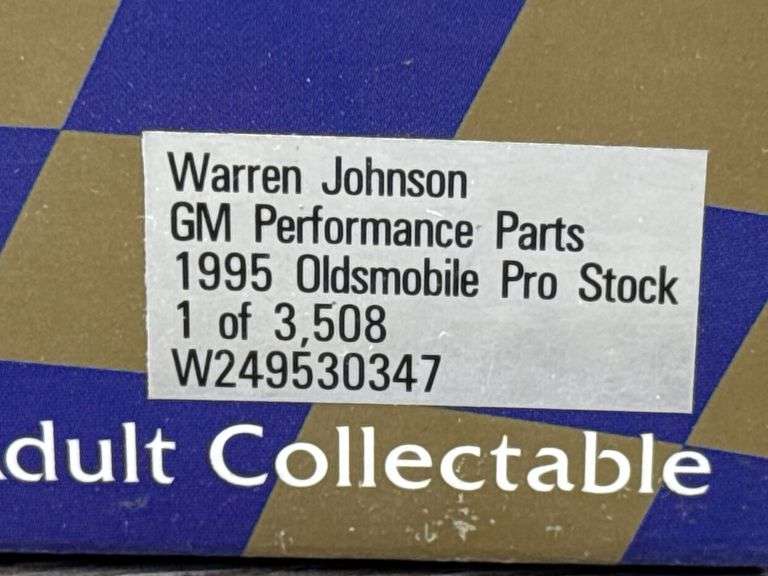 Warren Johnson
GM Performance Parts
1995 Oldsmobile Pro Stock
1 of 3,508
W249530347
dult Collectable